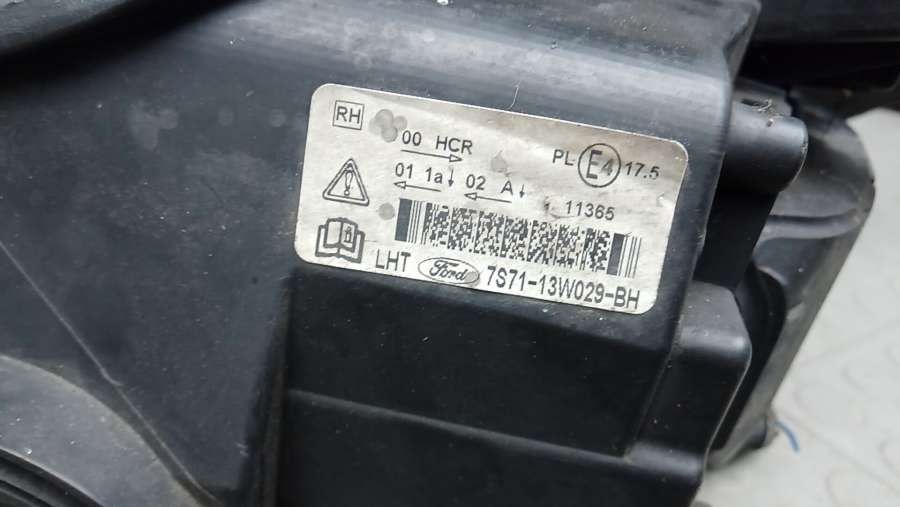 RH
00 HCR
PL E4 17.5
01 1a 02 A
11365
LHT Ford 7S71-13W029-BH